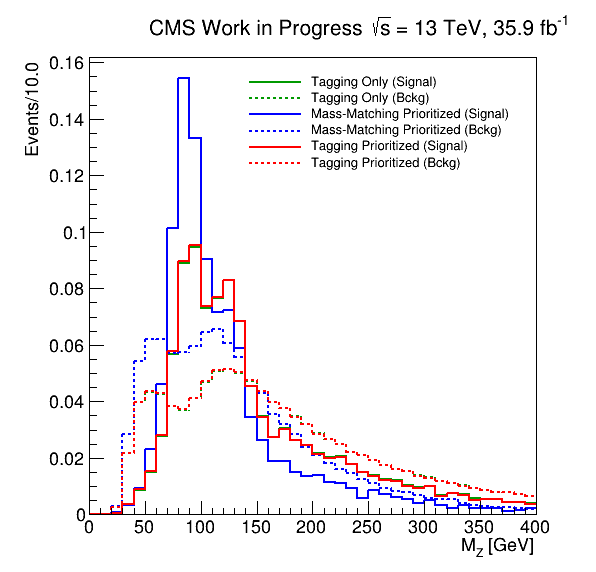 CMS Work in Progress √s = 13 TeV, 35.9 fb⁻¹
Events/10.0
0.16
0.14
0.12
0.1
0.08
0.06
0.04
0.02
0
Tagging Only (Signal)
Tagging Only (Bckg)
Mass-Matching Prioritized (Signal)
Mass-Matching Prioritized (Bckg)
Tagging Prioritized (Signal)
Tagging Prioritized (Bckg)
0 50 100 150 200 250 300 350 400
M_Z [GeV]